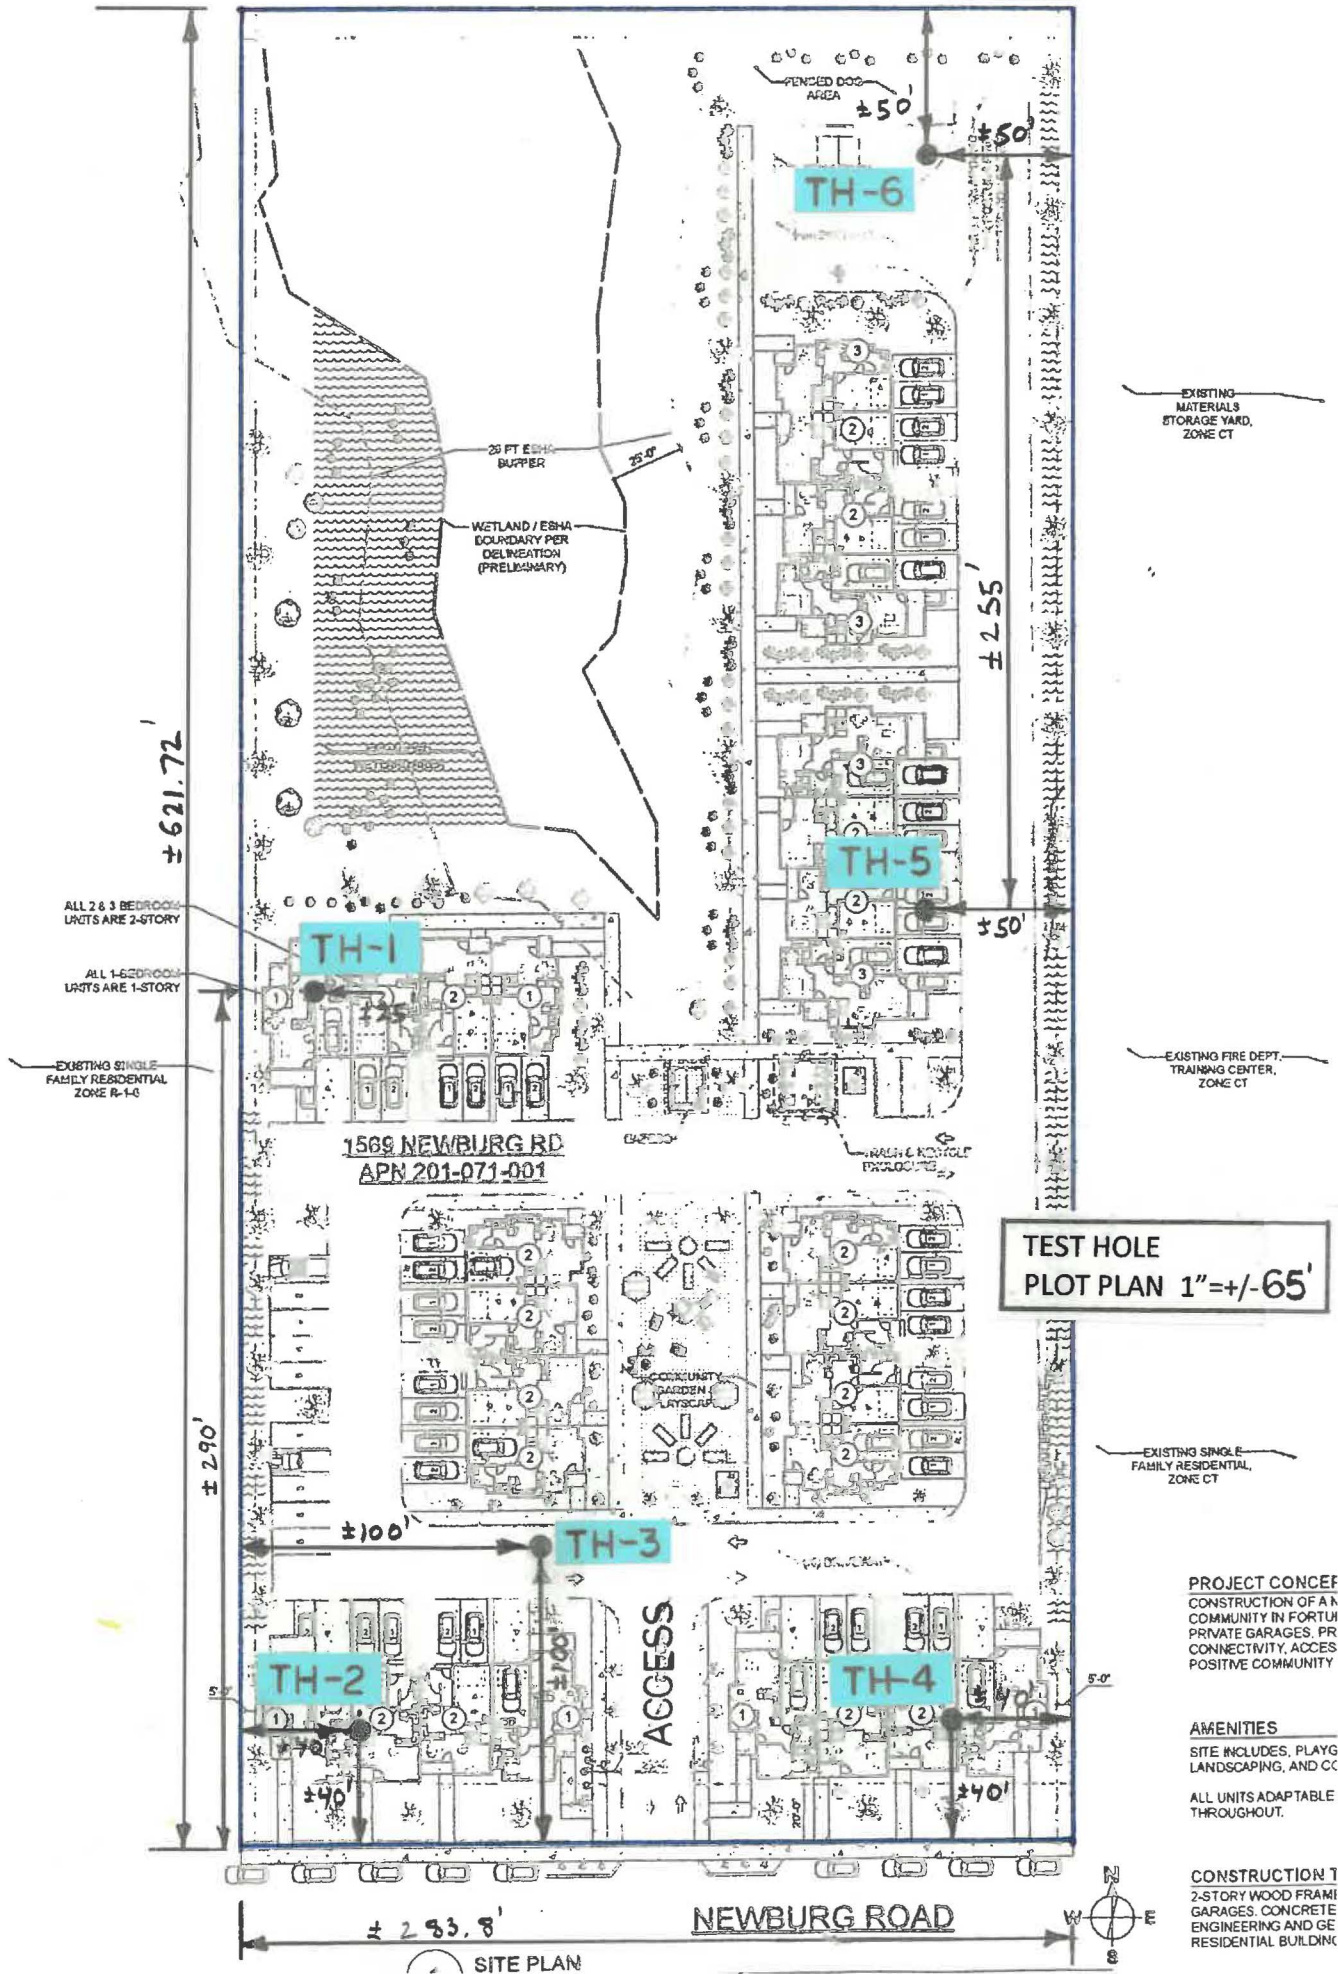 FENCED DOG
AREA
±50'
±50'
TH-6
EXISTING
MATERIALS
STORAGE YARD,
ZONE CT
BUFFER
25'-0"
WETLAND / ESHA
BOUNDARY PER
DELINEATION
(PRELIMINARY)
±255'
±621.72'
TH-5
±50'
ALL 2 & 3 BEDROOM
UNITS ARE 2-STORY
TH-1
ALL 1-BEDROOM
UNITS ARE 1-STORY
±25'
EXISTING SINGLE
FAMILY RESIDENTIAL
ZONE R-1-6
EXISTING FIRE DEPT.
TRAINING CENTER,
ZONE CT
1569 NEWBURG RD
APN 201-071-001
GAZEBO
ENCLOSURE
TEST HOLE
PLOT PLAN 1"=+/-65'
COMMUNITY
GARDEN
±290'
EXISTING SINGLE
FAMILY RESIDENTIAL,
ZONE CT
±100'
TH-3
PROJECT CONCEP
CONSTRUCTION OF A N
COMMUNITY IN FORTU
PRIVATE GARAGES, PR
CONNECTIVITY, ACCES
POSITIVE COMMUNITY
±100'
ACCESS
TH-2
TH-4
5'-0"
5'-0"
±40'
±40'
±40'
20'-0"
AMENITIES
SITE INCLUDES, PLAYG
LANDSCAPING, AND CO
ALL UNITS ADAPTABLE
THROUGHOUT.
CONSTRUCTION T
2-STORY WOOD FRAME
GARAGES. CONCRETE
ENGINEERING AND GE
RESIDENTIAL BUILDING
NEWBURG ROAD
N
W E
S
± 283.8'
SITE PLAN